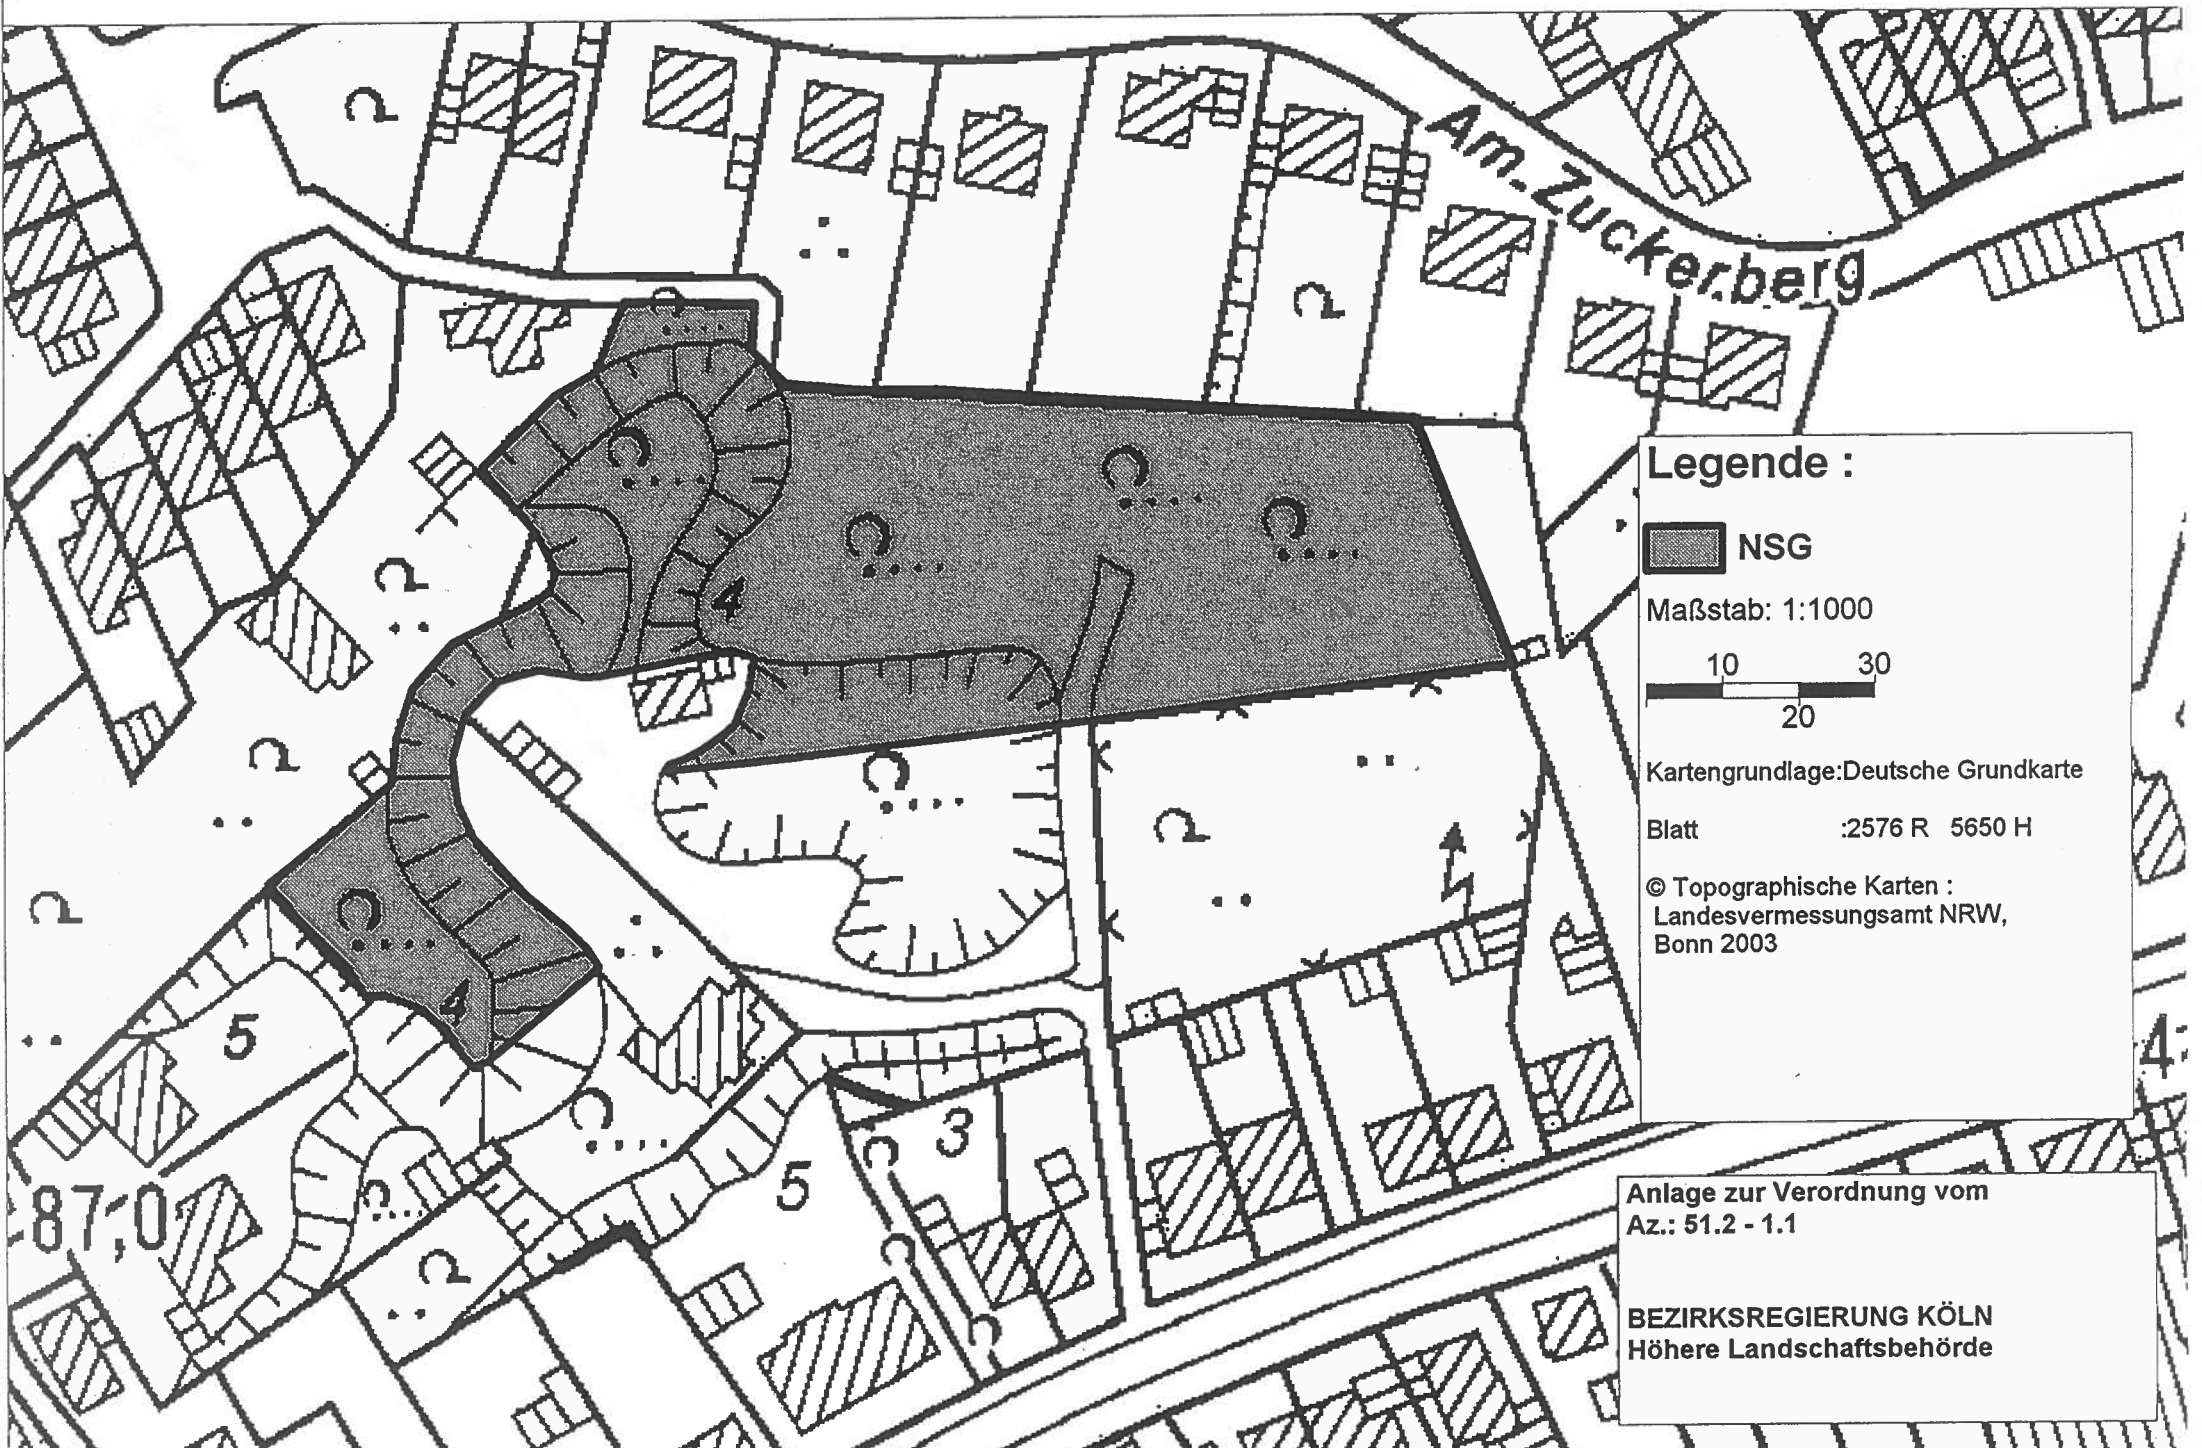 Am Zuckerberg
Legende :
NSG
Maßstab: 1:1000
10 30
20
Kartengrundlage:Deutsche Grundkarte
Blatt :2576 R 5650 H
© Topographische Karten :
Landesvermessungsamt NRW,
Bonn 2003
4
4
4
5
3
5
87,0
Anlage zur Verordnung vom
Az.: 51.2 - 1.1
BEZIRKSREGIERUNG KÖLN
Höhere Landschaftsbehörde